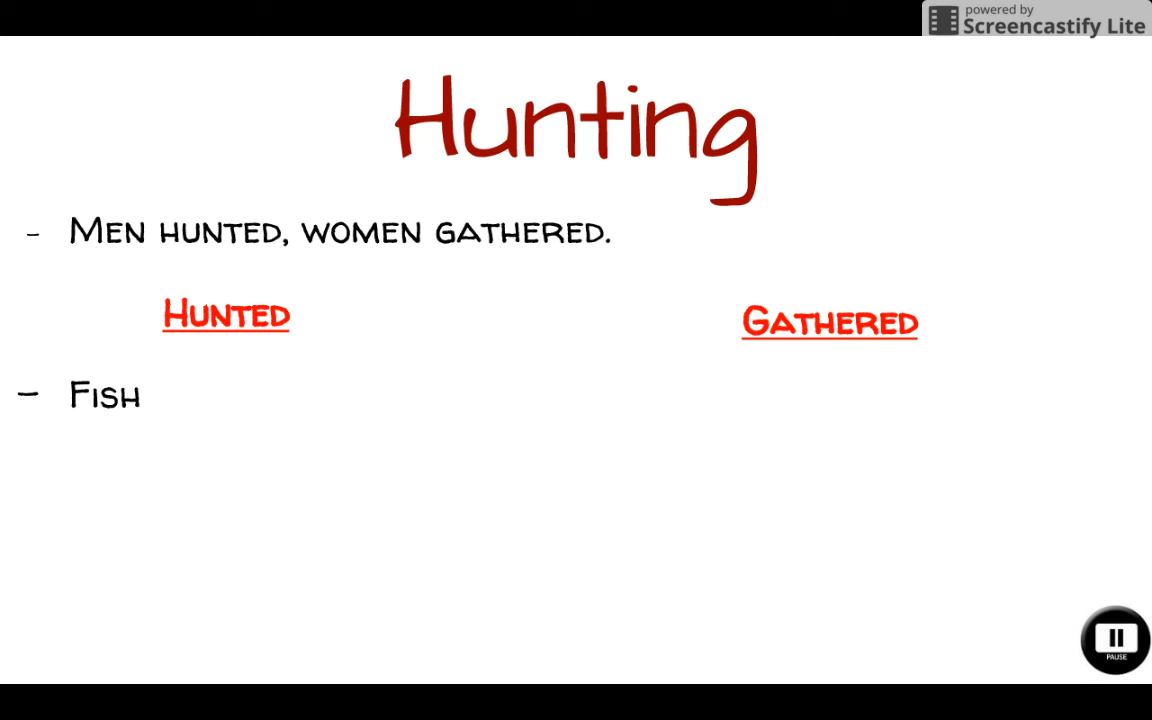 powered by
Screencastify Lite
Hunting
- Men hunted, women gathered.
Hunted
Gathered
- Fish
PAUSE